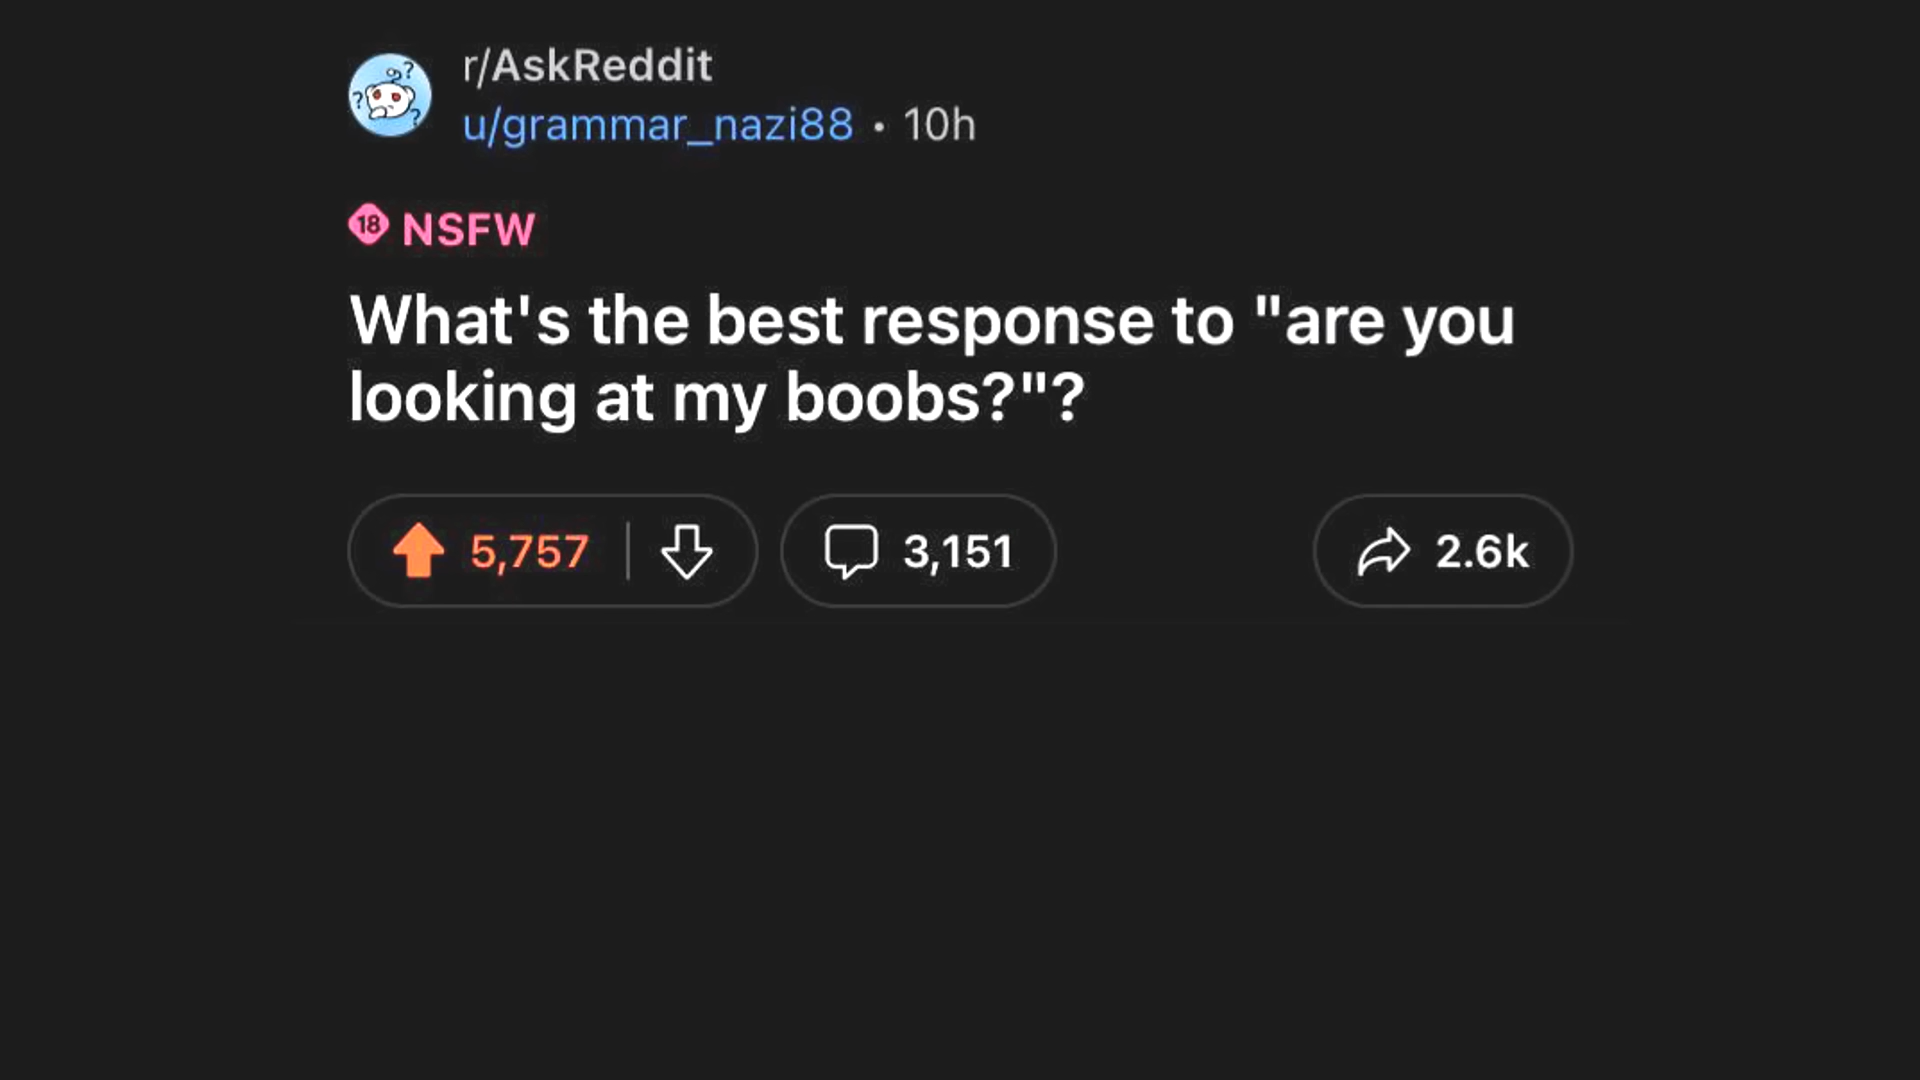 r/AskReddit
u/grammar_nazi88 • 10h
18 NSFW
What's the best response to "are you
looking at my boobs?"?
5,757 3,151 2.6k